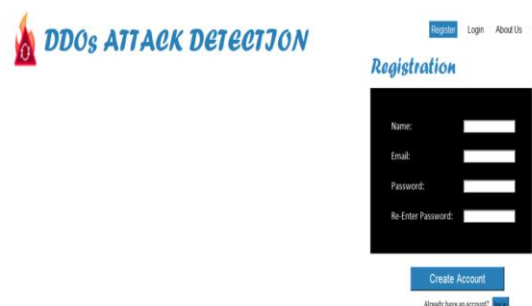 DDOs ATTACK DETECTION
Register Login About Us
Registration
Name:
Email:
Password:
Re-Enter Password:
Create Account
Already have an account?